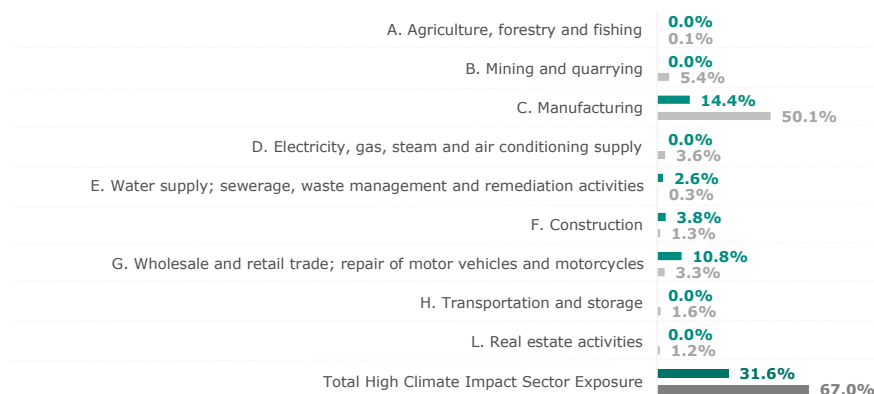 A. Agriculture, forestry and fishing
0.0%
0.1%
B. Mining and quarrying
0.0%
5.4%
C. Manufacturing
14.4%
50.1%
D. Electricity, gas, steam and air conditioning supply
0.0%
3.6%
E. Water supply; sewerage, waste management and remediation activities
2.6%
0.3%
F. Construction
3.8%
1.3%
G. Wholesale and retail trade; repair of motor vehicles and motorcycles
10.8%
3.3%
H. Transportation and storage
0.0%
1.6%
L. Real estate activities
0.0%
1.2%
Total High Climate Impact Sector Exposure
31.6%
67.0%